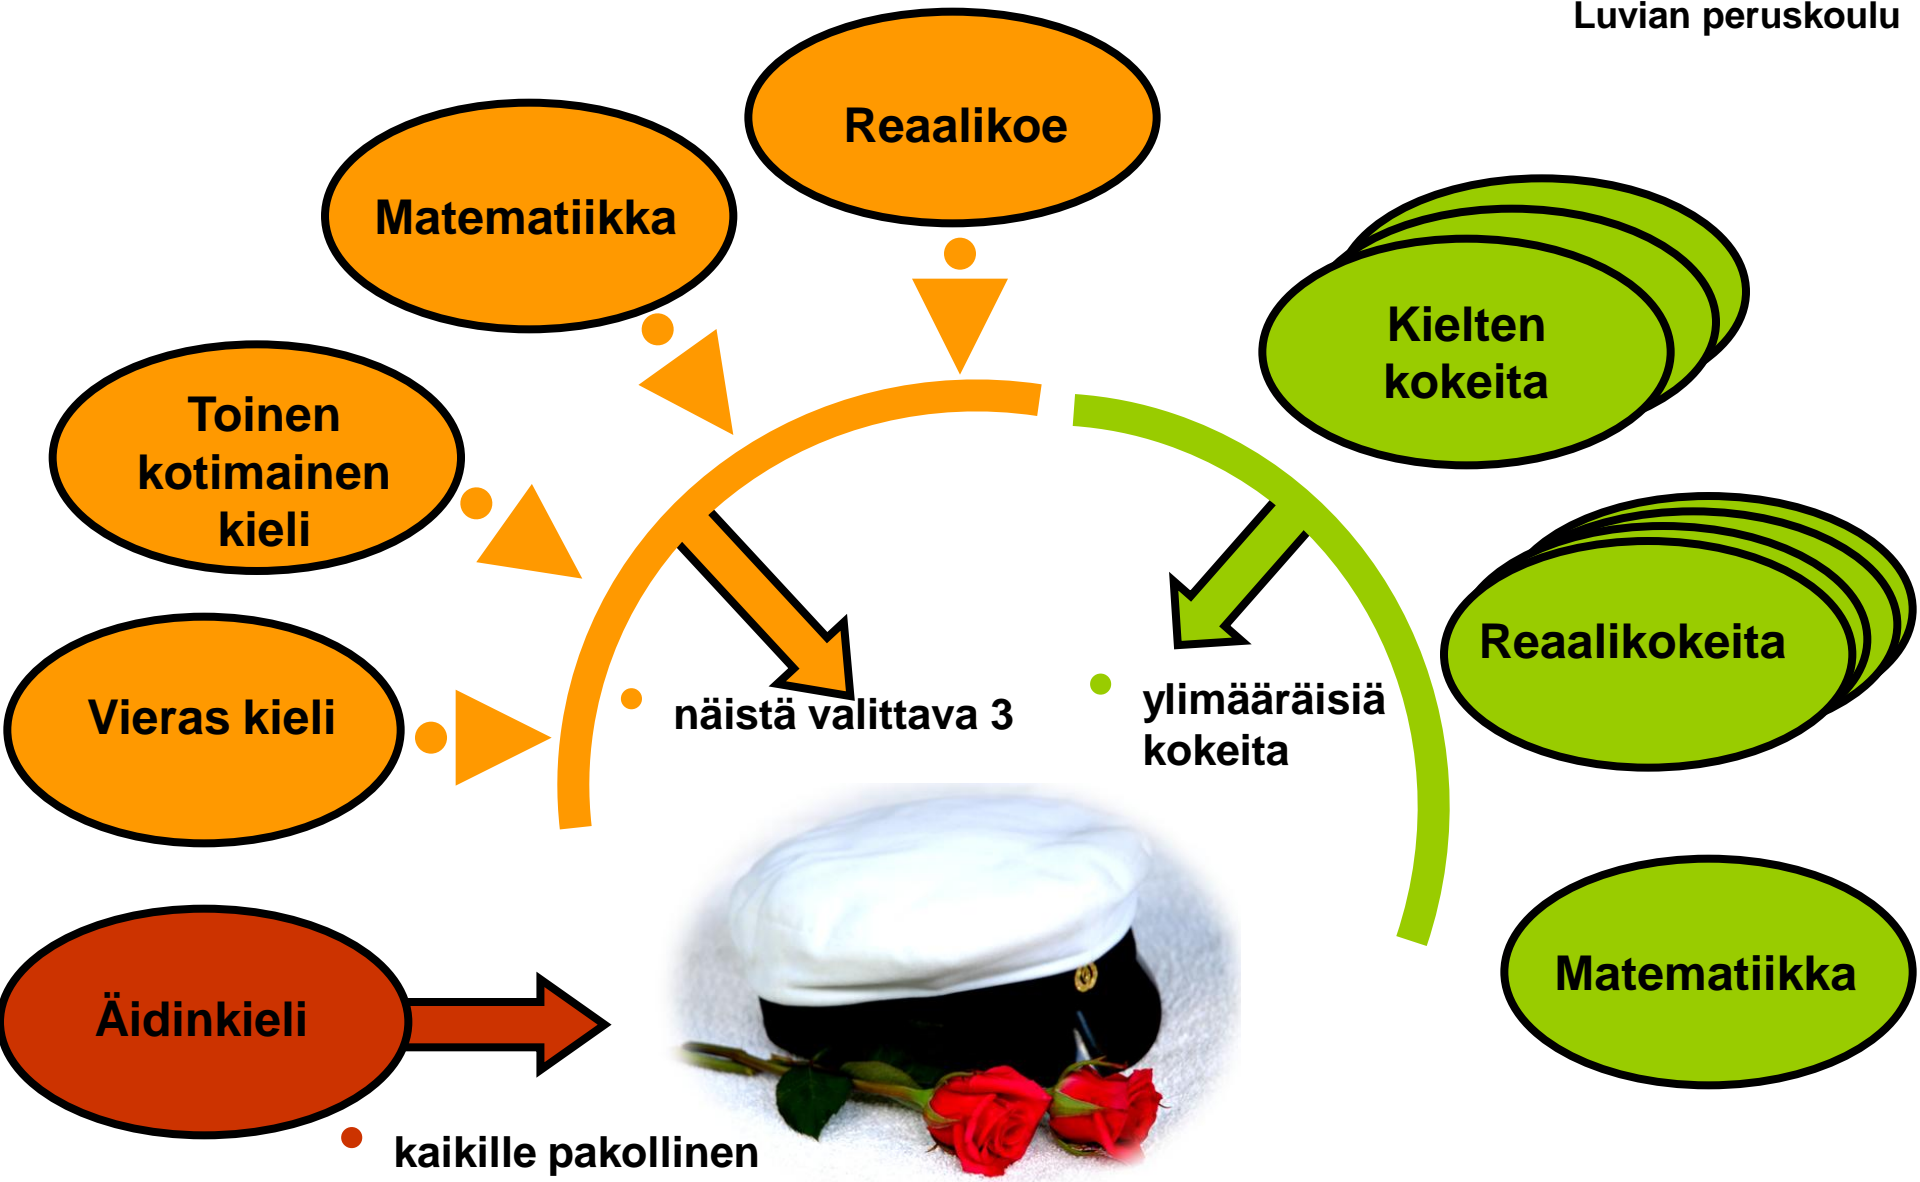 Luvian peruskoulu
Reaalikoe
Matematiikka
Toinen
kotimainen
kieli
Vieras kieli
Äidinkieli
kaikille pakollinen
näistä valittava 3
ylimääräisiä
kokeita
Kielten
kokeita
Reaalikokeita
Matematiikka